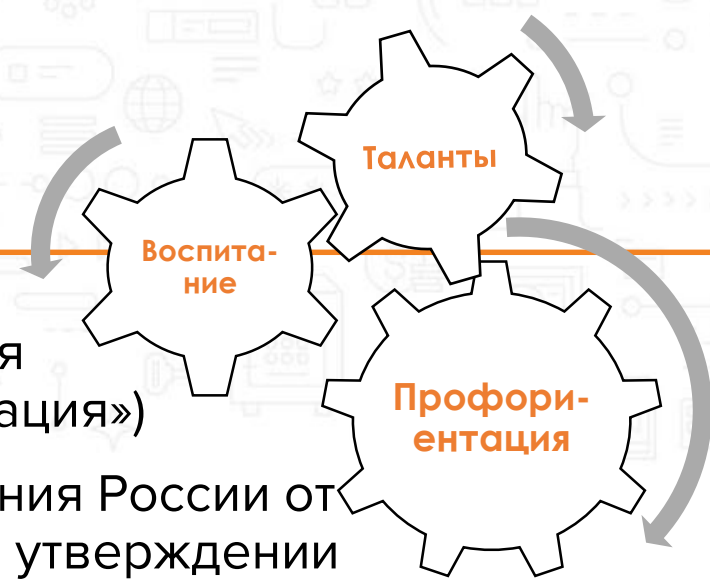 Таланты
Воспита-
ние
я
ация»)
Профори-
ентация
ния России от
утверждении